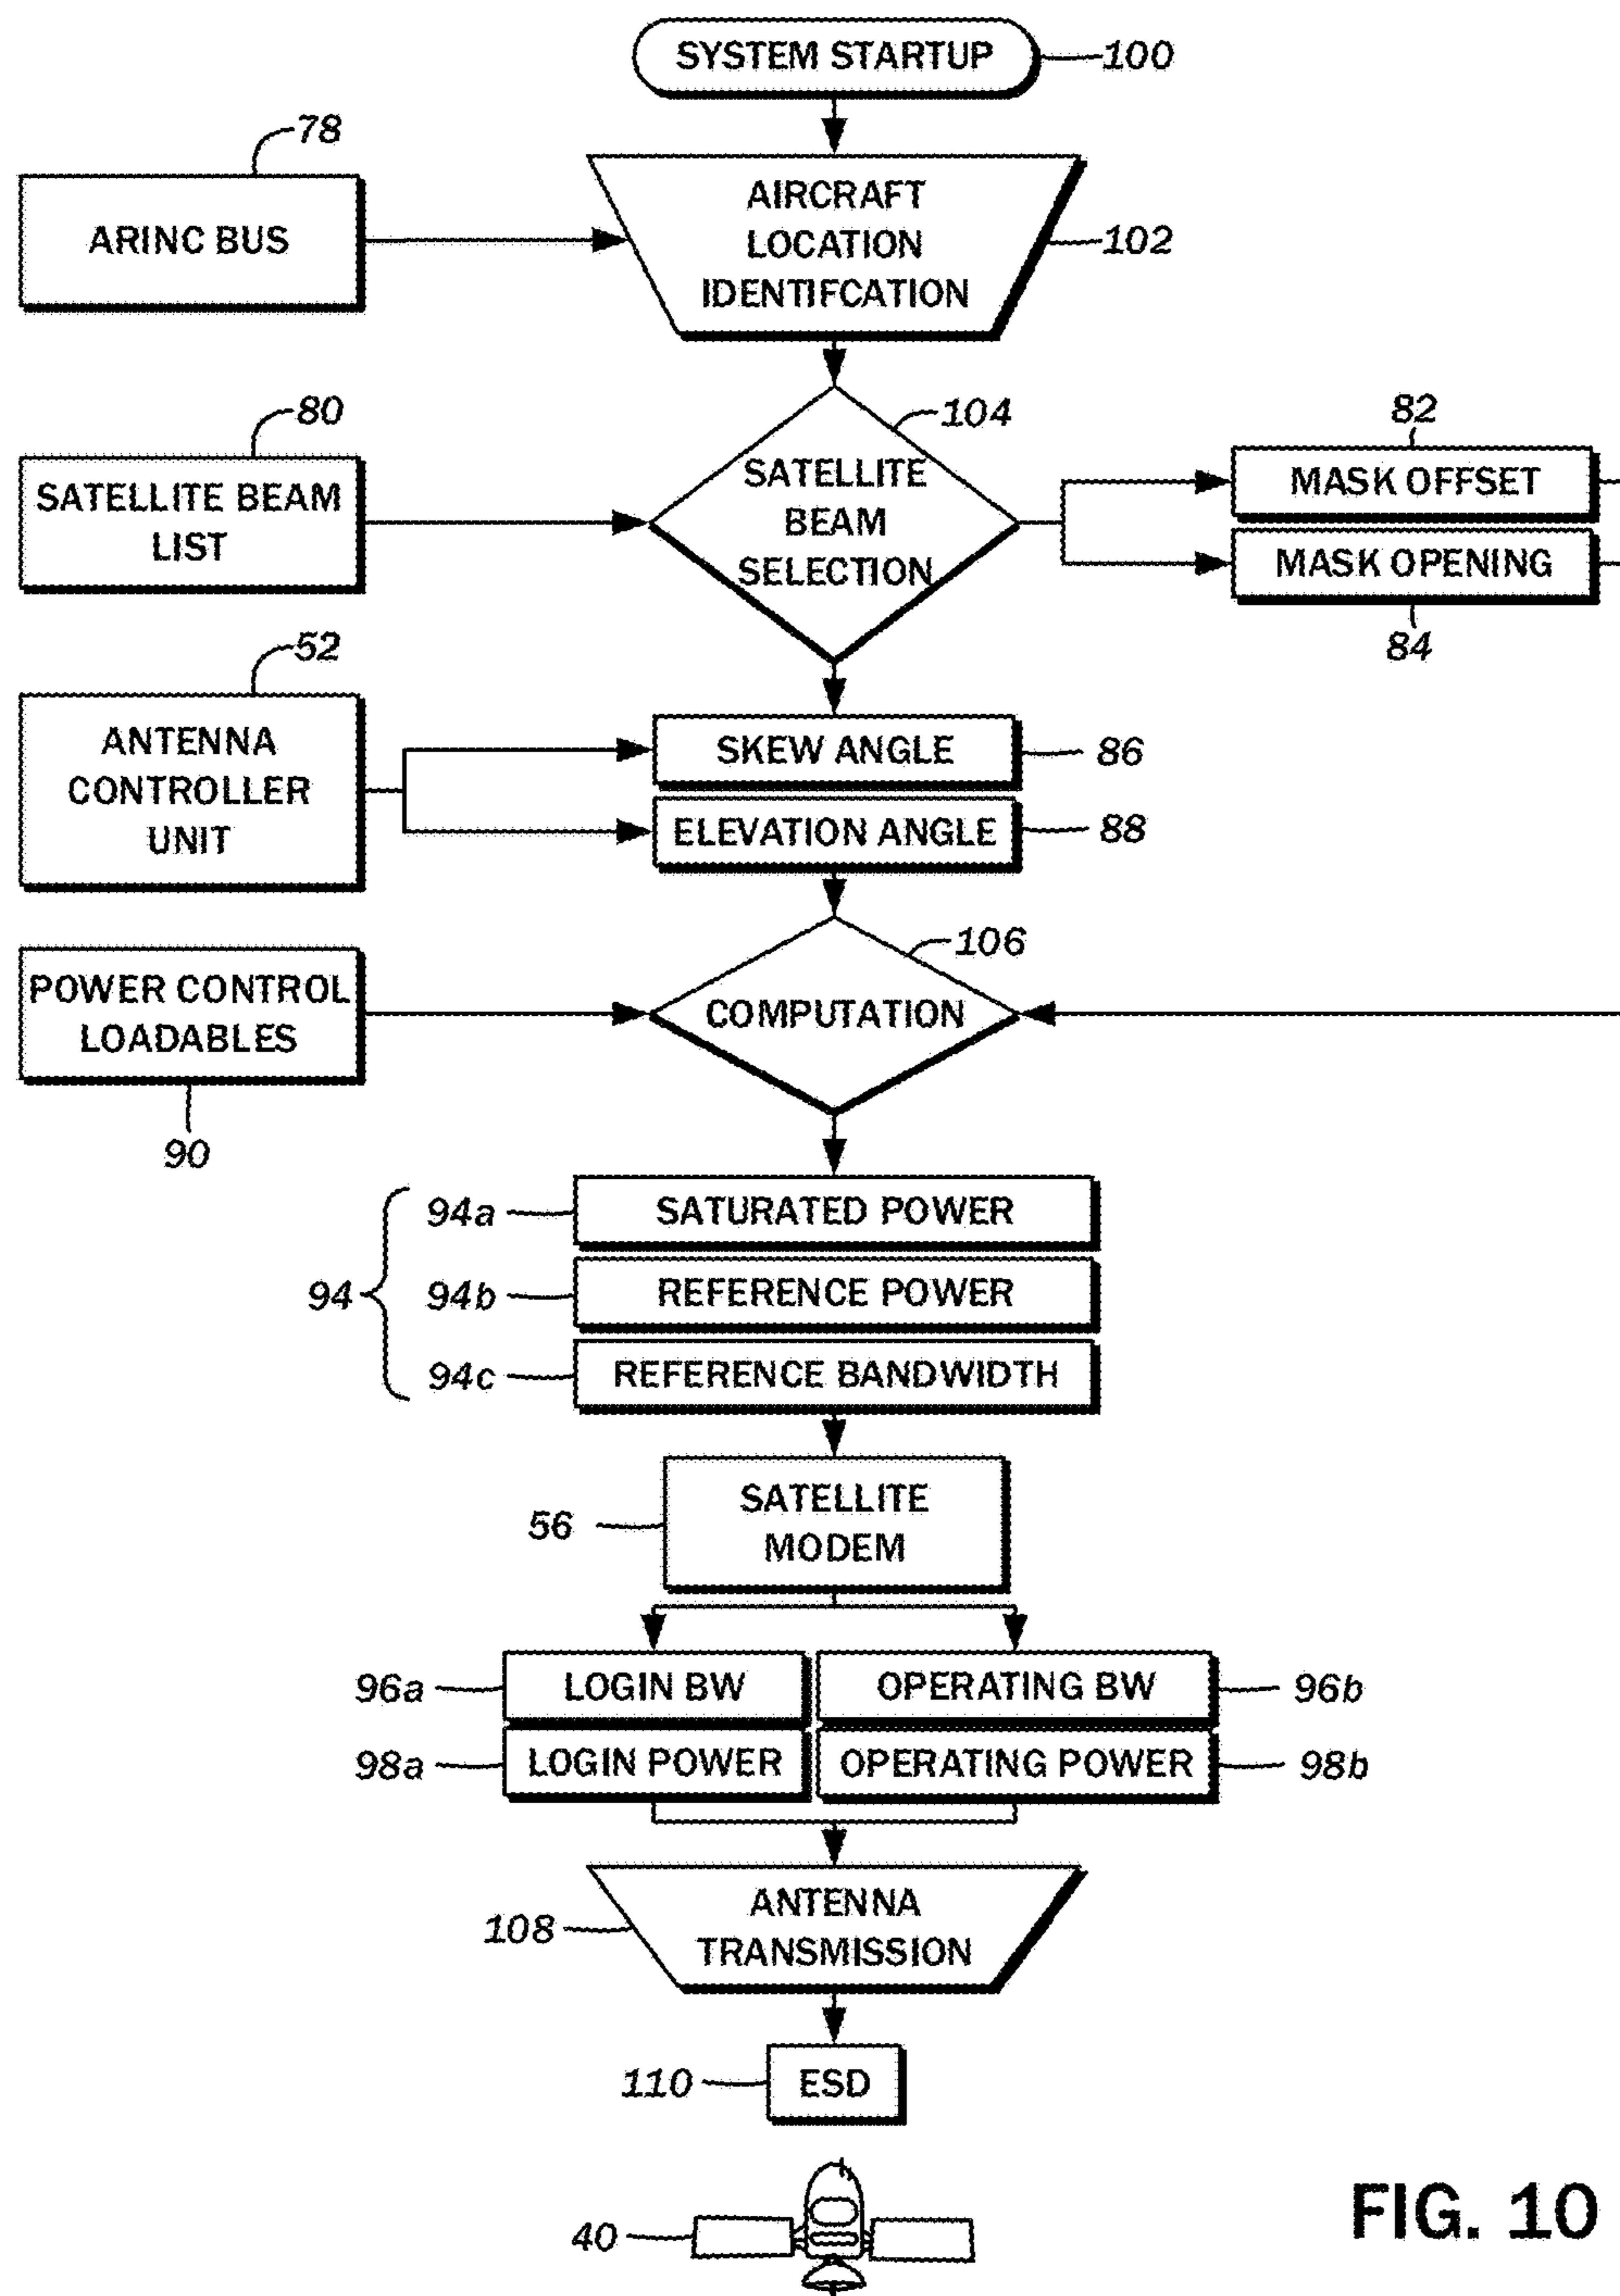 SYSTEM STARTUP
100
78
ARINC BUS
AIRCRAFT
LOCATION
IDENTIFCATION
102
80
SATELLITE BEAM
LIST
104
SATELLITE
BEAM
SELECTION
82
MASK OFFSET
MASK OPENING
84
52
ANTENNA
CONTROLLER
UNIT
SKEW ANGLE
86
ELEVATION ANGLE
88
POWER CONTROL
LOADABLES
90
106
COMPUTATION
94
94a
SATURATED POWER
94b
REFERENCE POWER
94c
REFERENCE BANDWIDTH
56
SATELLITE
MODEM
96a
LOGIN BW
OPERATING BW
96b
98a
LOGIN POWER
OPERATING POWER
98b
108
ANTENNA
TRANSMISSION
110
ESD
40
FIG. 10